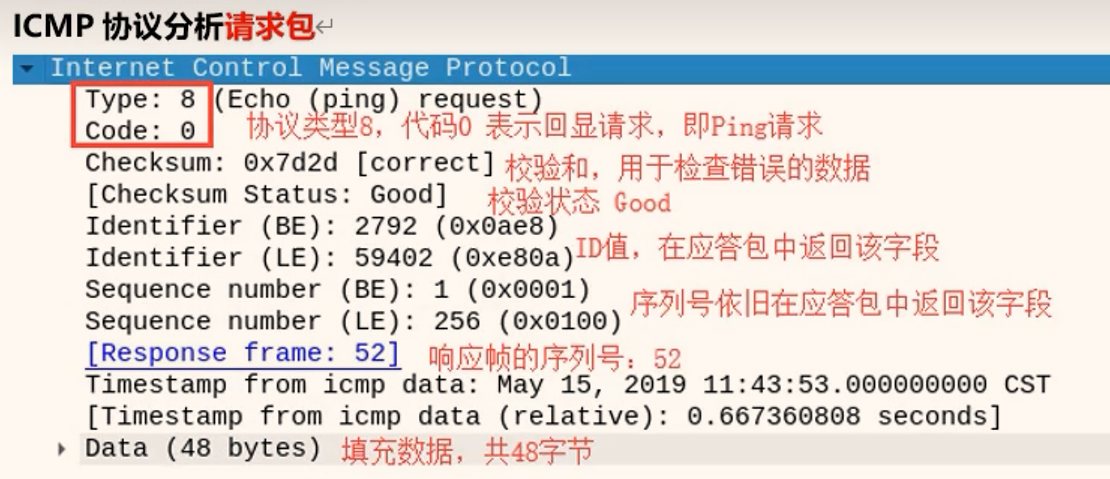 ICMP 协议分析请求包↵
Internet Control Message Protocol
Type: 8 (Echo (ping) request)
Code: 0 协议类型8，代码0 表示回显请求，即Ping请求
Checksum: 0x7d2d [correct] 校验和，用于检查错误的数据
[Checksum Status: Good] 校验状态 Good
Identifier (BE): 2792 (0x0ae8)
Identifier (LE): 59402 (0xe80a) ID值，在应答包中返回该字段
Sequence number (BE): 1 (0x0001) 序列号依旧在应答包中返回该字段
Sequence number (LE): 256 (0x0100)
[Response frame: 52] 响应帧的序列号：52
Timestamp from icmp data: May 15, 2019 11:43:53.000000000 CST
[Timestamp from icmp data (relative): 0.667360808 seconds]
Data (48 bytes) 填充数据，共48字节